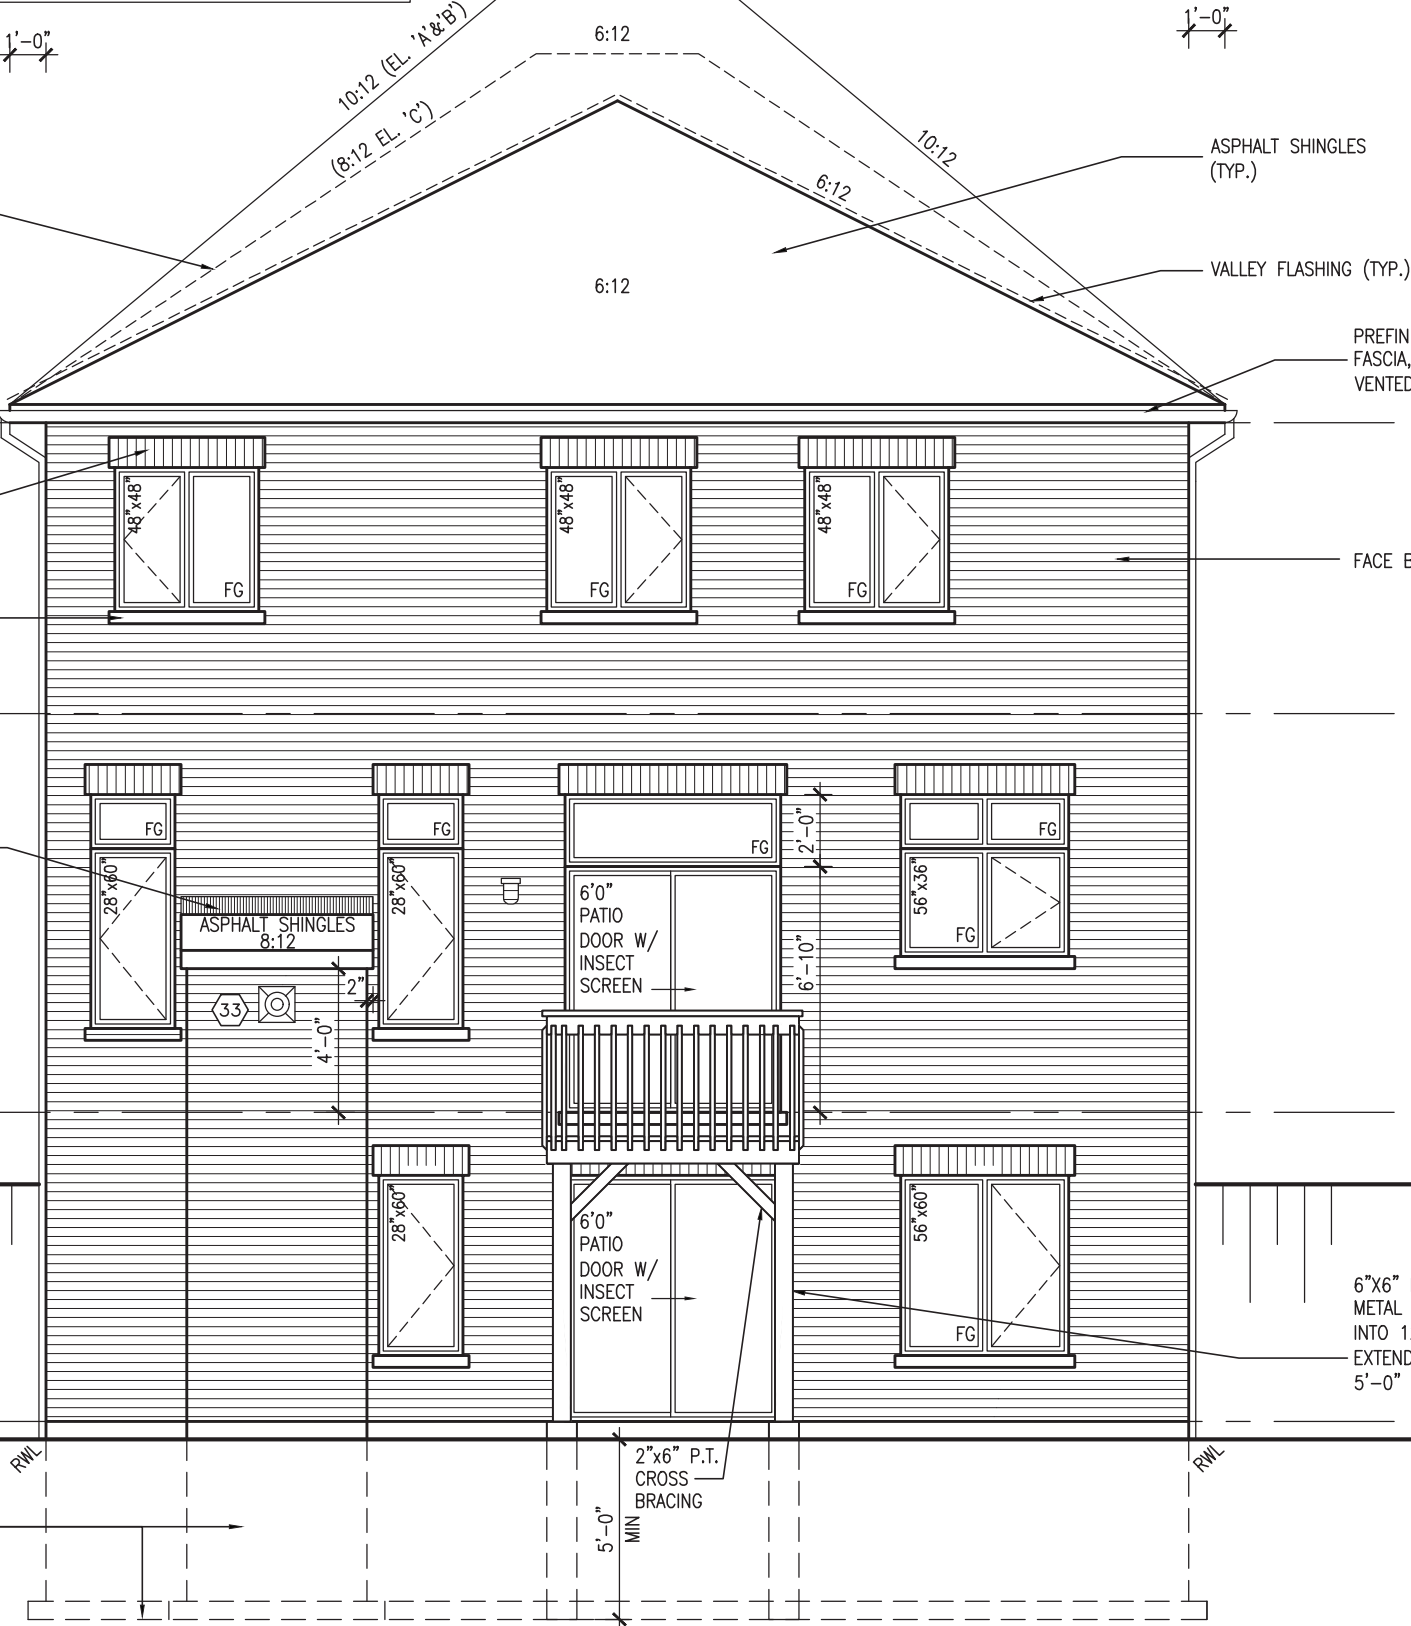 1'-0"
1'-0"
10:12 (EL. 'A'&'B')
6:12
(8:12 EL. 'C')
10:12
6:12
ASPHALT SHINGLES
(TYP.)
6:12
VALLEY FLASHING (TYP.)
FASCIA,
VENTED
48"x48"
FG
48"x48"
FG
48"x48"
FG
FACE
FG
28"x60"
FG
28"x60"
FG
2'-0"
FG
56"x36"
FG
ASPHALT SHINGLES
8:12
6'0"
PATIO
DOOR W/
INSECT
SCREEN
6'-10"
33
2"
4'-0"
28"x60"
6'0"
PATIO
DOOR W/
INSECT
SCREEN
56"x60"
FG
6"X6"
METAL
INTO
EXTEND
5'-0"
RWL
RWL
2"x6" P.T.
CROSS
BRACING
5'-0"
MIN